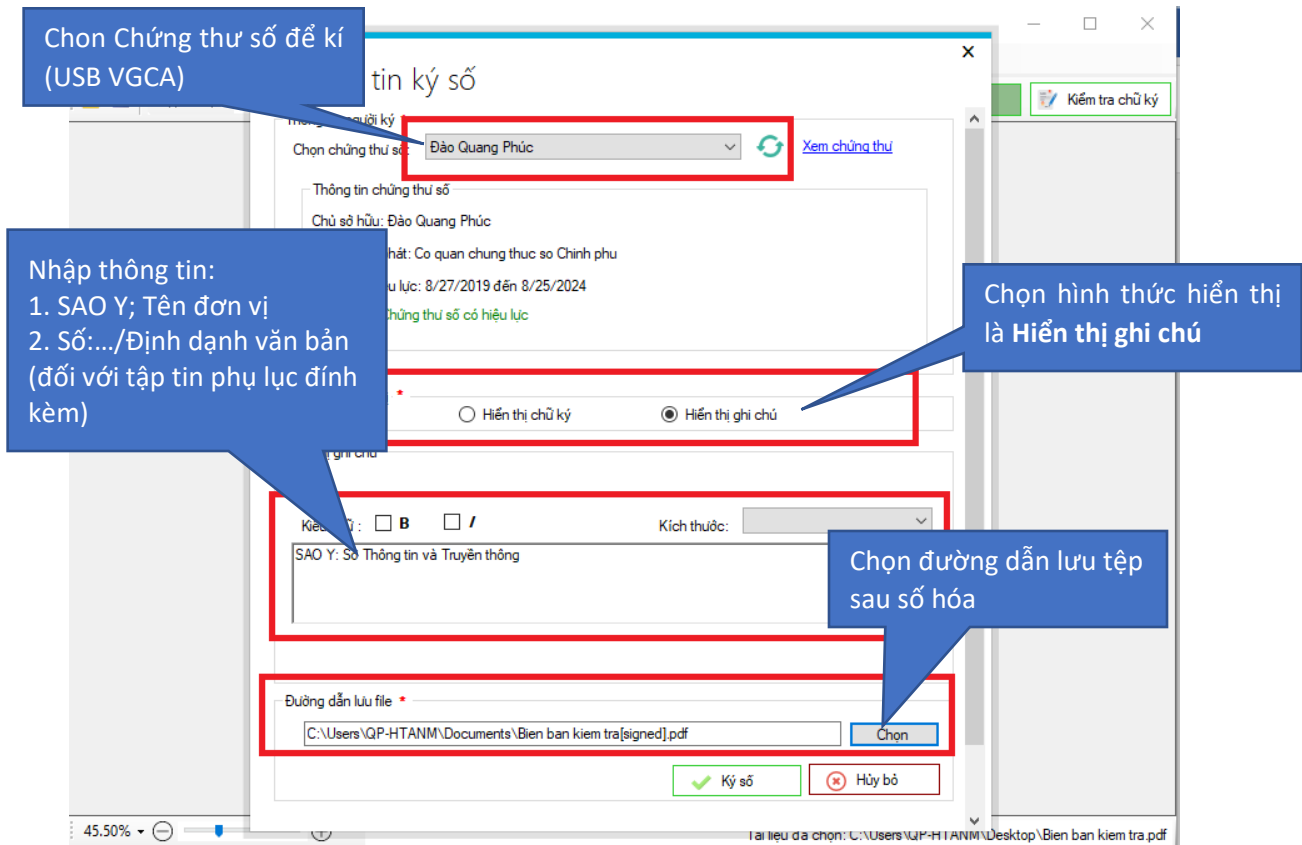 Chon Chứng thư số để kí
(USB VGCA)
tin ký số
Kiểm tra chữ ký
người ký
Chọn chứng thư số:
Đào Quang Phúc
Xem chứng thư
Thông tin chứng thư số
Chủ sở hữu: Đào Quang Phúc
Co quan chung thuc so Chinh phu
lực: 8/27/2019 đến 8/25/2024
Chứng thư số có hiệu lực
Nhập thông tin:
1. SAO Y; Tên đơn vị
2. Số:…/Định dạnh văn bản
(đối với tập tin phụ lục đính
kèm)
Chọn hình thức hiển thị
là Hiển thị ghi chú
*
Hiển thị chữ ký
Hiển thị ghi chú
ghi chú
B
I
Kích thước:
SAO Y: Sở Thông tin và Truyền thông
Chọn đường dẫn lưu tệp
sau số hóa
Đường dẫn lưu file *
C:\Users\QP-HTANM\Documents\Bien ban kiem tra[signed].pdf
Chọn
Ký số
Hủy bỏ
45.50%
Tài liệu đã chọn: C:\Users\QP-HTANM\Desktop\Bien ban kiem tra.pdf